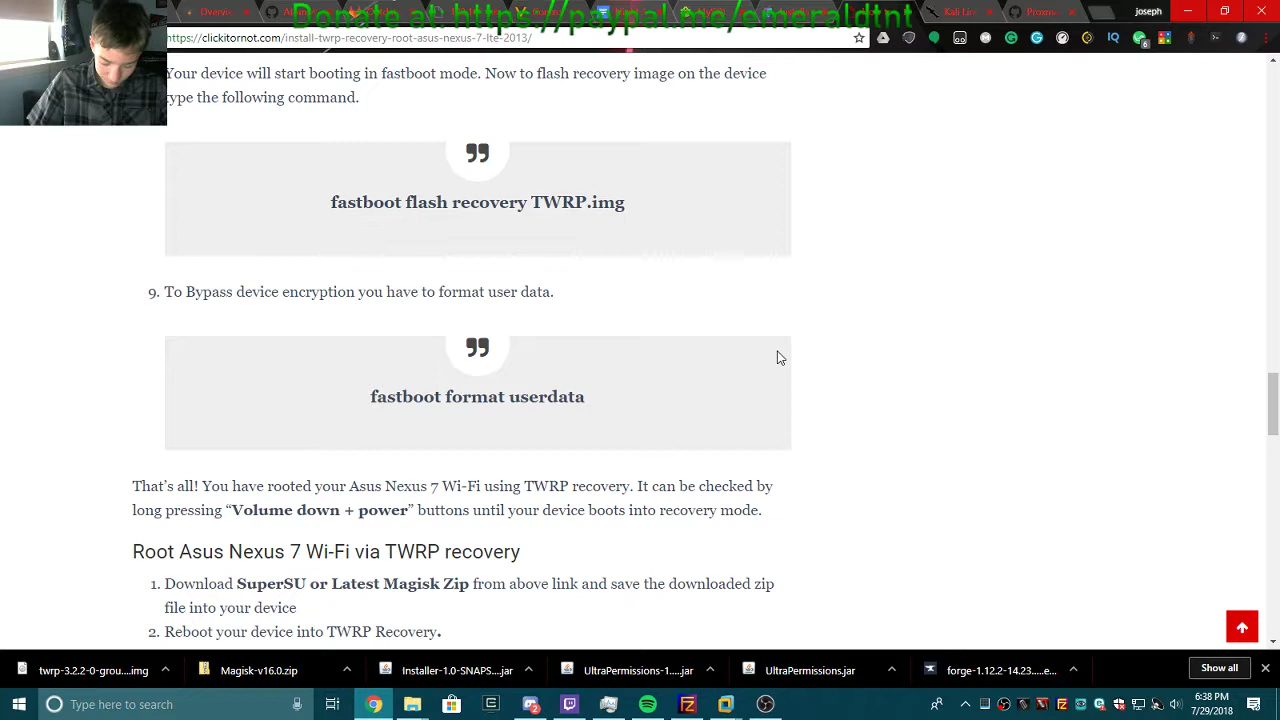 Overvi
Donate at https://paypal.me/emeraldtnt
Kali Lin
Proxm
joseph
https://clickitornot.com/install-twrp-recovery-root-asus-nexus-7-lte-2013/
Your device will start booting in fastboot mode. Now to flash recovery image on the device
type the following command.
fastboot flash recovery TWRP.img
9. To Bypass device encryption you have to format user data.
fastboot format userdata
That's all! You have rooted your Asus Nexus 7 Wi-Fi using TWRP recovery. It can be checked by
long pressing “Volume down + power” buttons until your device boots into recovery mode.
Root Asus Nexus 7 Wi-Fi via TWRP recovery
1. Download SuperSU or Latest Magisk Zip from above link and save the downloaded zip
file into your device
2. Reboot your device into TWRP Recovery.
twrp-3.2.2-0-grou....img
Magisk-v16.0.zip
Installer-1.0-SNAPS....jar
UltraPermissions-1....jar
UltraPermissions.jar
forge-1.12.2-14.23.....e...
Show all
Type here to search
6:38 PM
7/29/2018